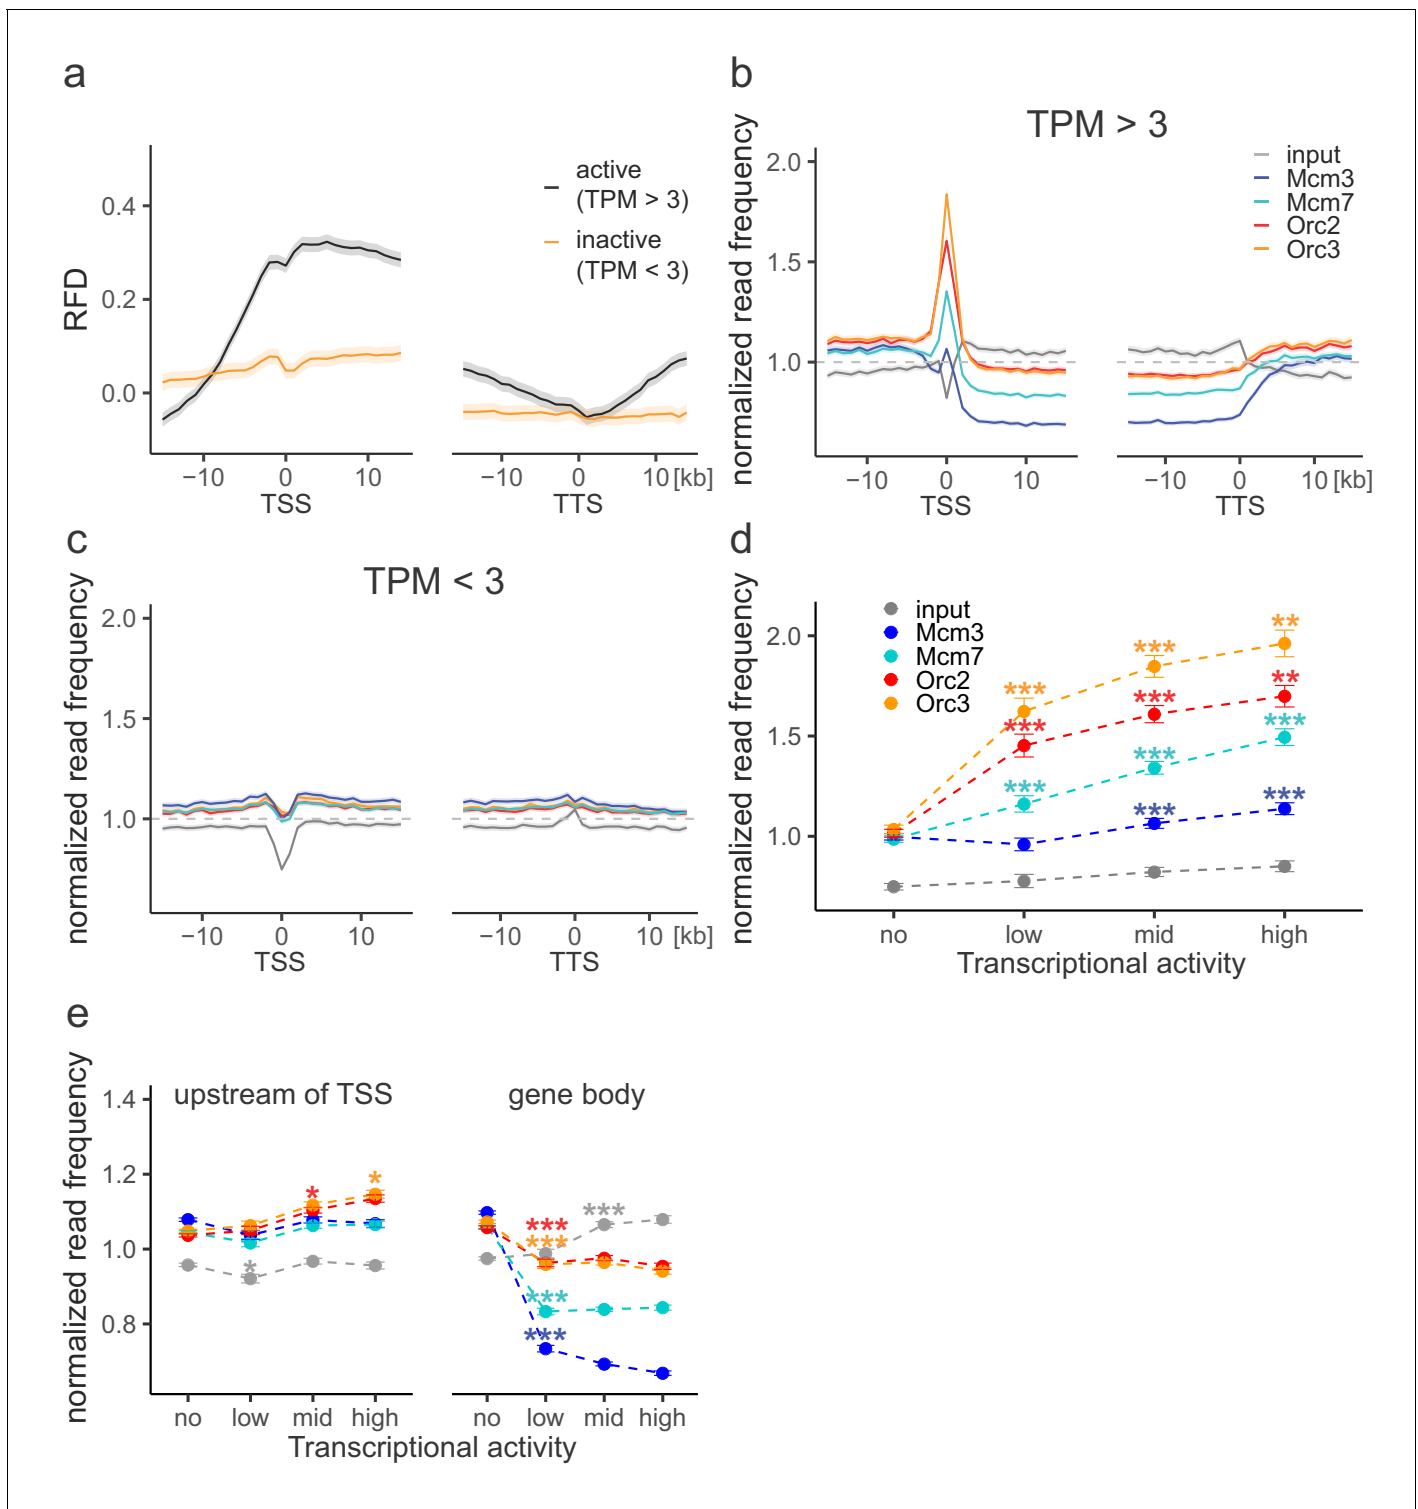 a
RFD
0.4
0.2
0.0
active
(TPM > 3)
inactive
(TPM < 3)
−10 0 10
−10 0 10 [kb]
TSS
TTS
b
TPM > 3
normalized read frequency
2.0
1.5
1.0
input
Mcm3
Mcm7
Orc2
Orc3
−10 0 10
−10 0 10 [kb]
TSS
TTS
c
TPM < 3
normalized read frequency
2.0
1.5
1.0
−10 0 10
−10 0 10 [kb]
TSS
TTS
d
normalized read frequency
2.0
1.5
1.0
input
Mcm3
Mcm7
Orc2
Orc3
*** *** **
*** *** **
*** *** ***
*** ***
no low mid high
Transcriptional activity
e
normalized read frequency
upstream of TSS
gene body
1.4
1.2
1.0
0.8
* *
*
***
***
***
***
***
no low mid high
no low mid high
Transcriptional activity